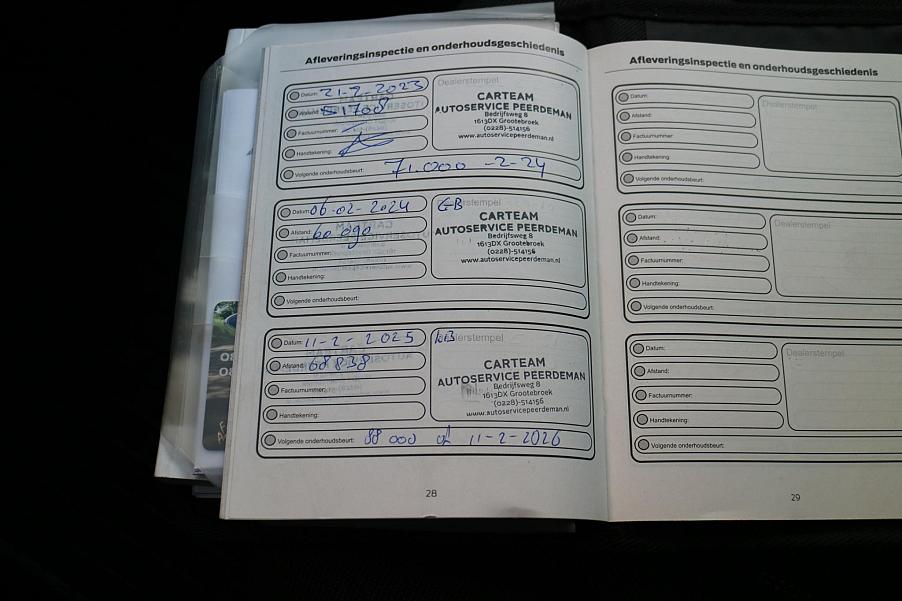 Afleveringsinspectie en onderhoudsgeschiedenis
Datum: 21-2-2023
Afstand: 51708
Factuurnummer:
Handtekening:
Volgende onderhoudsbeurt: 71.000 -2-24
Dealerstempel
CARTEAM
AUTOSERVICE PEERDEMAN
Bedrijfsweg 8
1613DX Grootebroek
(0228)-514156
www.autoservicepeerdeman.nl
Datum: 06-02-2024
Afstand: 60.090
Factuurnummer:
Handtekening:
Volgende onderhoudsbeurt:
CARTEAM
AUTOSERVICE PEERDEMAN
Bedrijfsweg 8
1613DX Grootebroek
(0228)-514156
www.autoservicepeerdeman.nl
Datum: 11-2-2025
Afstand: 68838
Factuurnummer:
Handtekening:
Volgende onderhoudsbeurt: 88 000 of 11-2-2026
CARTEAM
AUTOSERVICE PEERDEMAN
Bedrijfsweg 8
1613DX Grootebroek
(0228)-514156
www.autoservicepeerdeman.nl
28
Afleveringsinspectie en onderhoudsgeschiedenis
Datum:
Afstand:
Factuurnummer:
Handtekening:
Volgende onderhoudsbeurt:
Dealerstempel
Datum:
Afstand:
Factuurnummer:
Handtekening:
Volgende onderhoudsbeurt:
Dealerstempel
Datum:
Afstand:
Factuurnummer:
Handtekening:
Volgende onderhoudsbeurt:
Dealerstempel
29